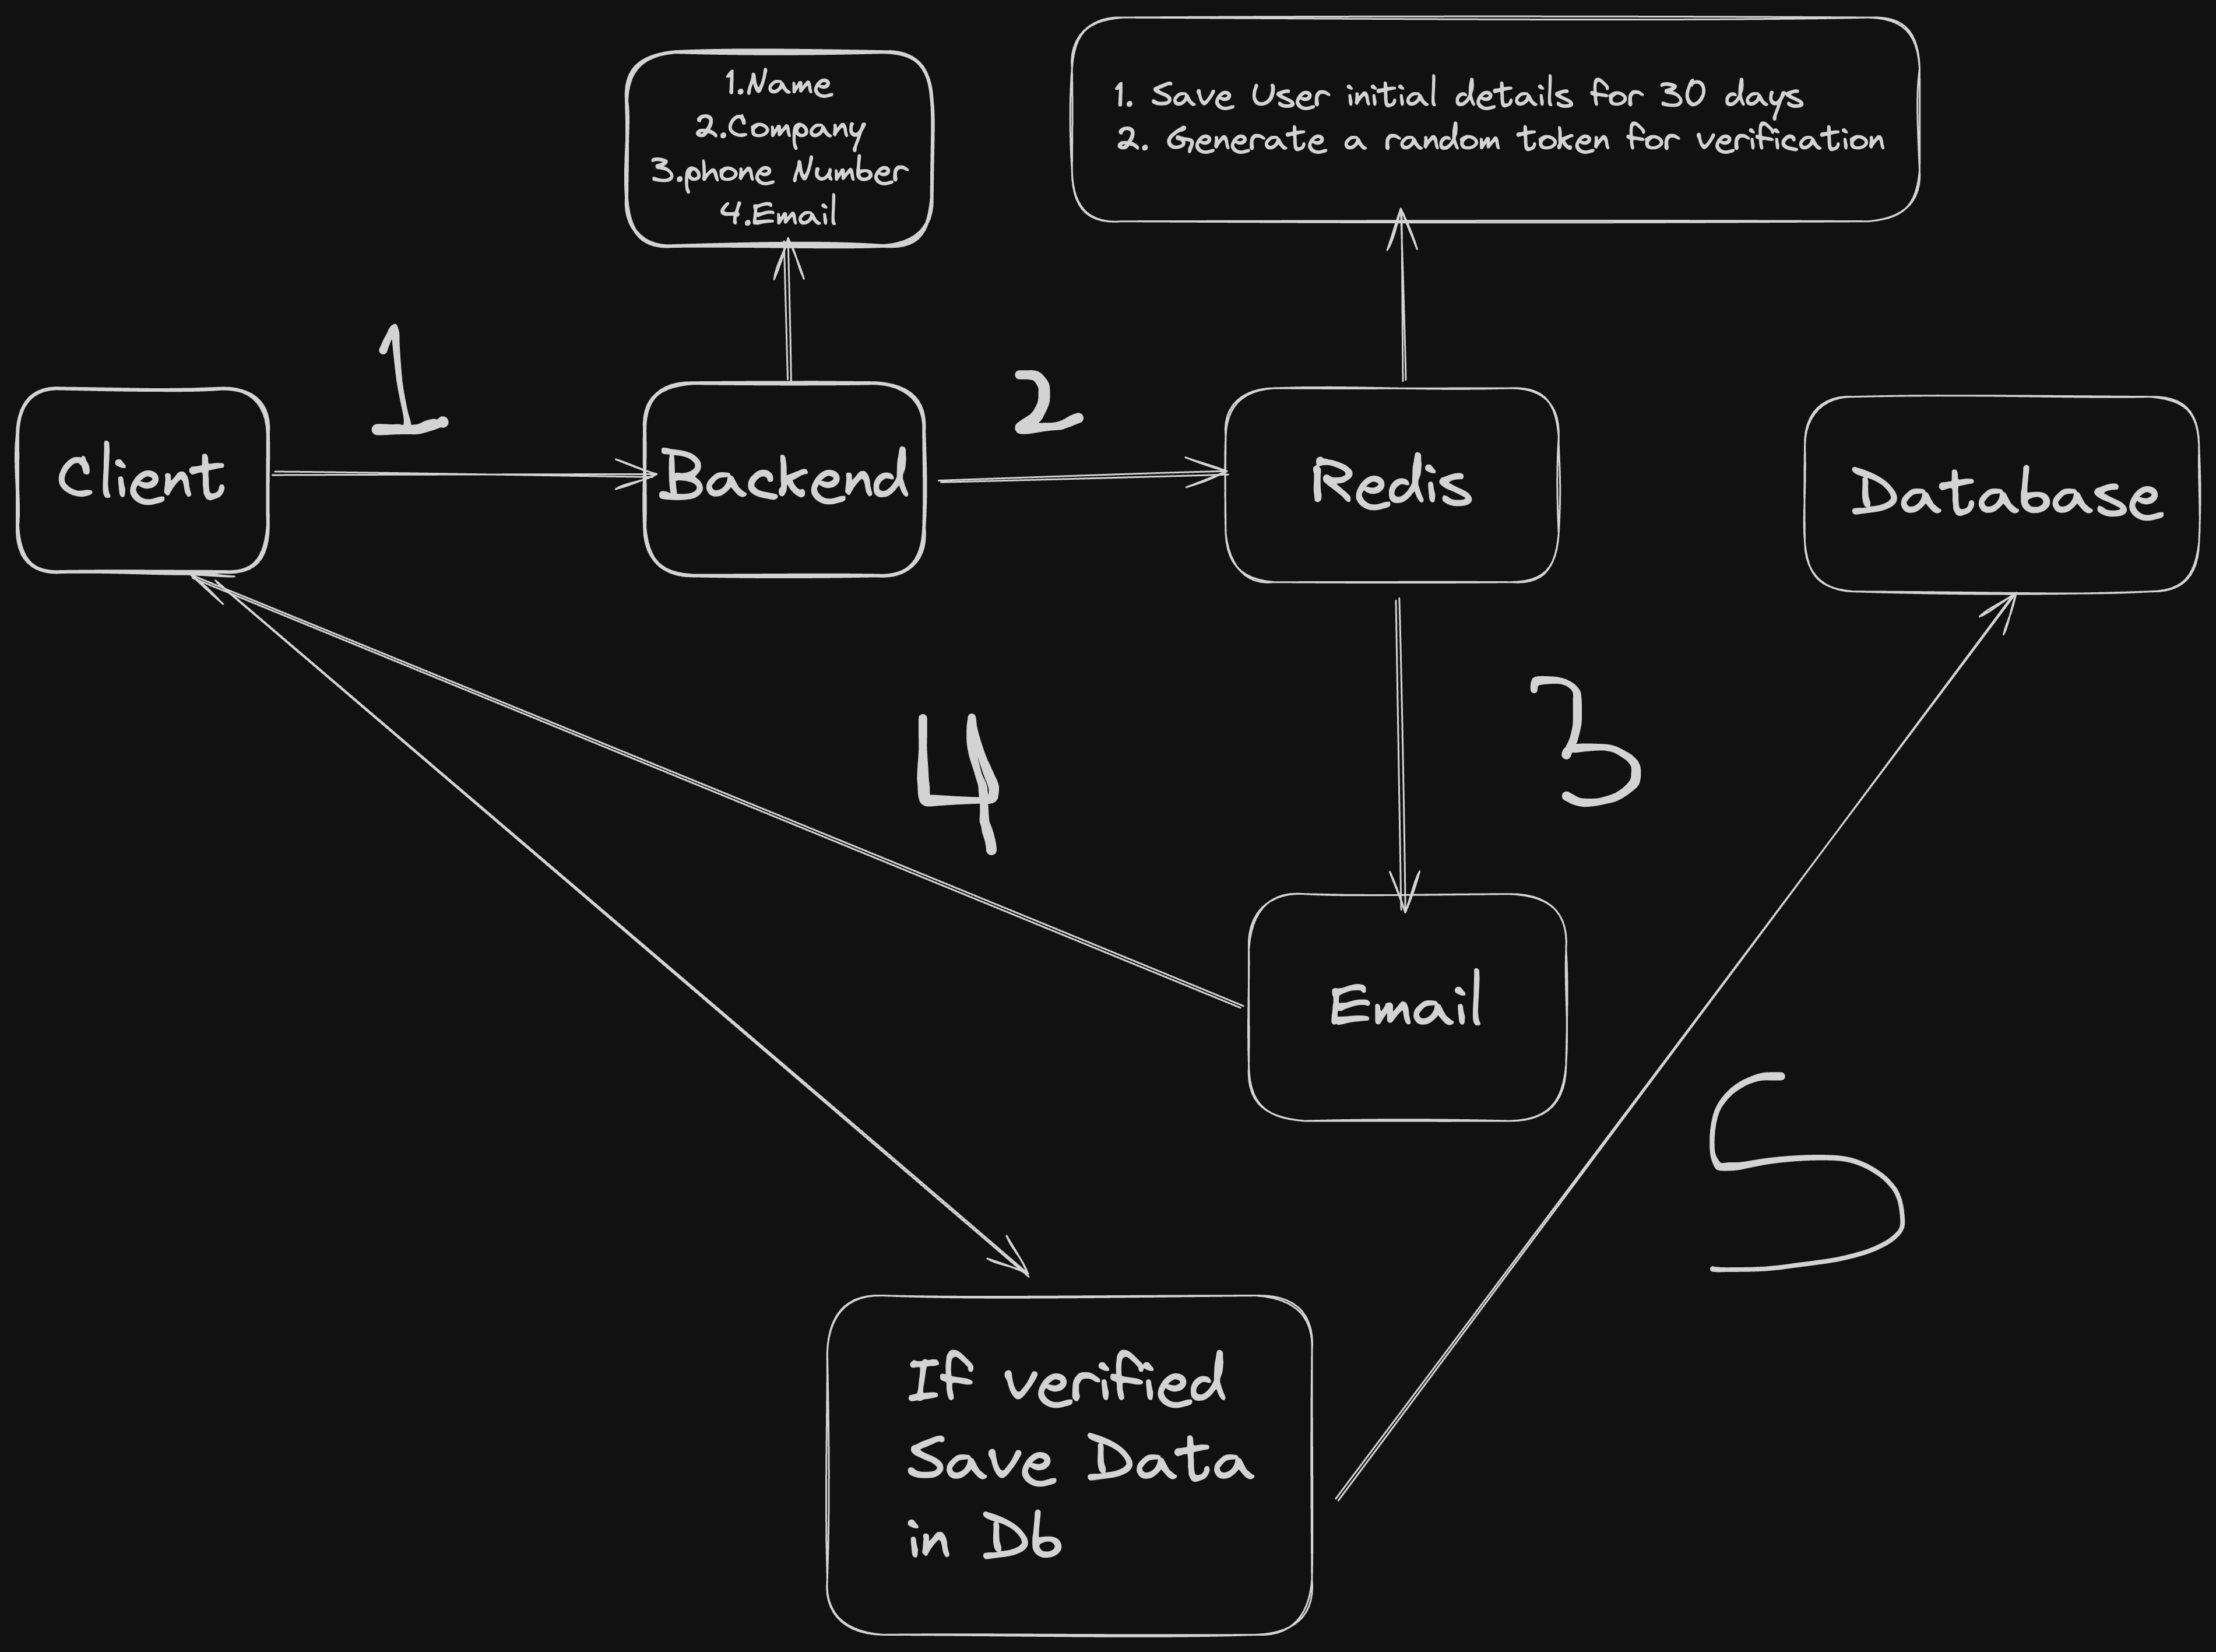 1.Name
2.Company
3.phone Number
4.Email
1. Save User initial details for 30 days
2. Generate a random token for verification
1
2
Client
Backend
Redis
Database
3
4
Email
5
If verified
Save Data
in Db